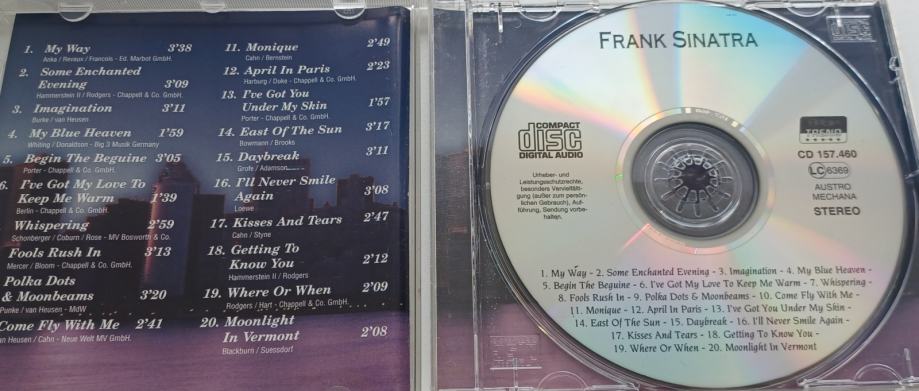 1. My Way 3'38
Anka / Revaux / Francois - Ed. Marbot GmbH.
2. Some Enchanted
Evening 3'09
Hammerstein II / Rodgers - Chappell & Co. GmbH.
3. Imagination 3'11
Burke / van Heusen
4. My Blue Heaven 1'59
Whiting / Donaldson - Big 3 Musik Germany
5. Begin The Beguine 3'05
Porter - Chappell & Co. GmbH.
6. I've Got My Love To
Keep Me Warm 1'39
Berlin - Chappell & Co. GmbH.
Whispering 2'59
Schonberger / Coburn / Rose - MV Bosworth & Co.
Fools Rush In 3'13
Mercer / Bloom - Chappell & Co. GmbH.
Polka Dots
& Moonbeams 3'20
/ van Heusen - MdW
Come Fly With Me 2'41
Heusen / Cahn - Neue Welt MV GmbH.
11. Monique 2'49
Cahn / Bernstein
12. April In Paris 2'23
Harburg / Duke - Chappell & Co. GmbH.
13. I've Got You
Under My Skin 1'57
Porter - Chappell & Co. GmbH.
14. East Of The Sun 3'17
Bowmann / Brooks
15. Daybreak 3'11
Grofe / Adamson
16. I'll Never Smile
Again 3'08
Loewe
17. Kisses And Tears 2'47
Cahn / Styne
18. Getting To
Know You 2'12
Hammerstein II / Rodgers
19. Where Or When 2'09
Rodgers / Hart - Chappell & Co. GmbH.
20. Moonlight
In Vermont 2'08
Blackburn / Suessdorf
FRANK SINATRA
COMPACT
disc
DIGITAL AUDIO
Urheber- und
Leistungsschutzrechte,
besonders Vervielfälti-
gung (außer zum persön-
lichen Gebrauch), Auf-
führung, Sendung vorbe-
halten.
TREND
CD 157.460
LC 6369
AUSTRO
MECHANA
STEREO
1. My Way - 2. Some Enchanted Evening - 3. Imagination - 4. My Blue Heaven -
5. Begin The Beguine - 6. I've Got My Love To Keep Me Warm - 7. Whispering -
8. Fools Rush In - 9. Polka Dots & Moonbeams - 10. Come Fly With Me -
11. Monique - 12. April In Paris - 13. I've Got You Under My Skin -
14. East Of The Sun - 15. Daybreak - 16. I'll Never Smile Again -
17. Kisses And Tears - 18. Getting To Know You -
19. Where Or When - 20. Moonlight In Vermont